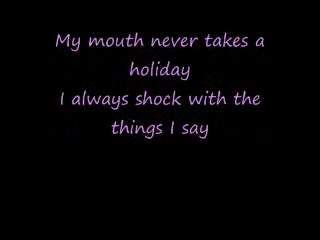 My mouth never takes a
holiday
I always shock with the
things I say